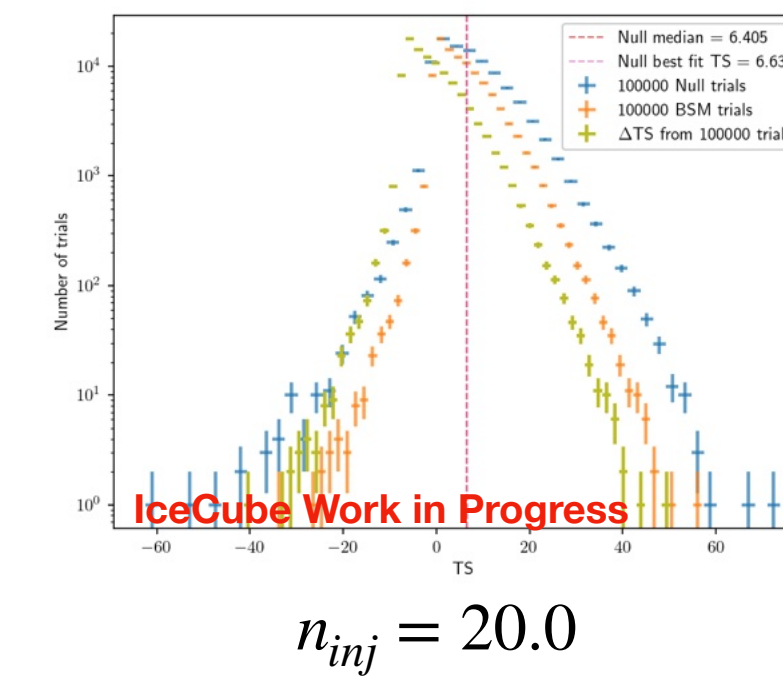 Null median = 6.405
Null best fit TS = 6.63
100000 Null trials
100000 BSM trials
ΔTS from 100000 trial
Number of trials
10⁴
10³
10²
10¹
10⁰
IceCube Work in Progress
−60 −40 −20 0 20 40 60
TS
n_{inj} = 20.0